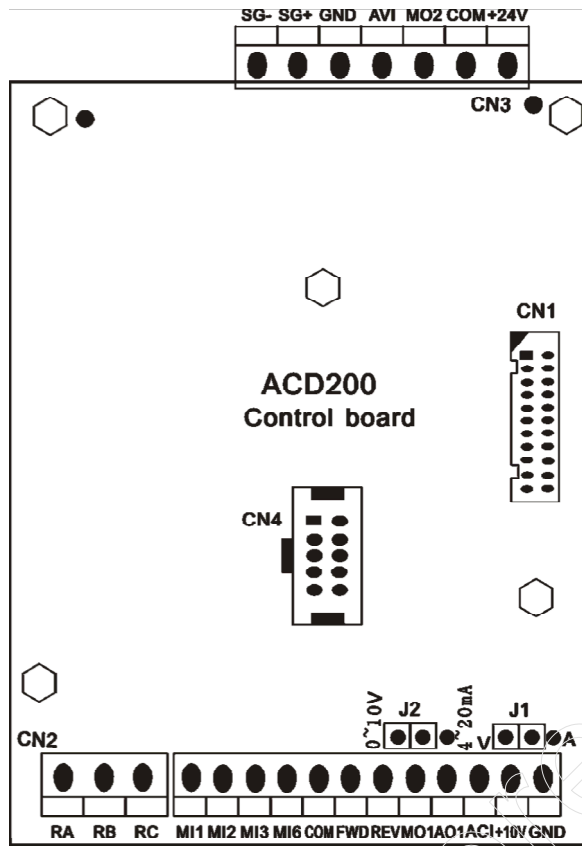 SG- SG+ GND AVI MO2 COM +24V
CN3
CN1
ACD200
Control board
CN4
0~10V
J2
4~20mA
J1
V
A
CN2
RA RB RC MI1 MI2 MI3 MI6 COM FWD REV MO1 AO1 ACI +10V GND